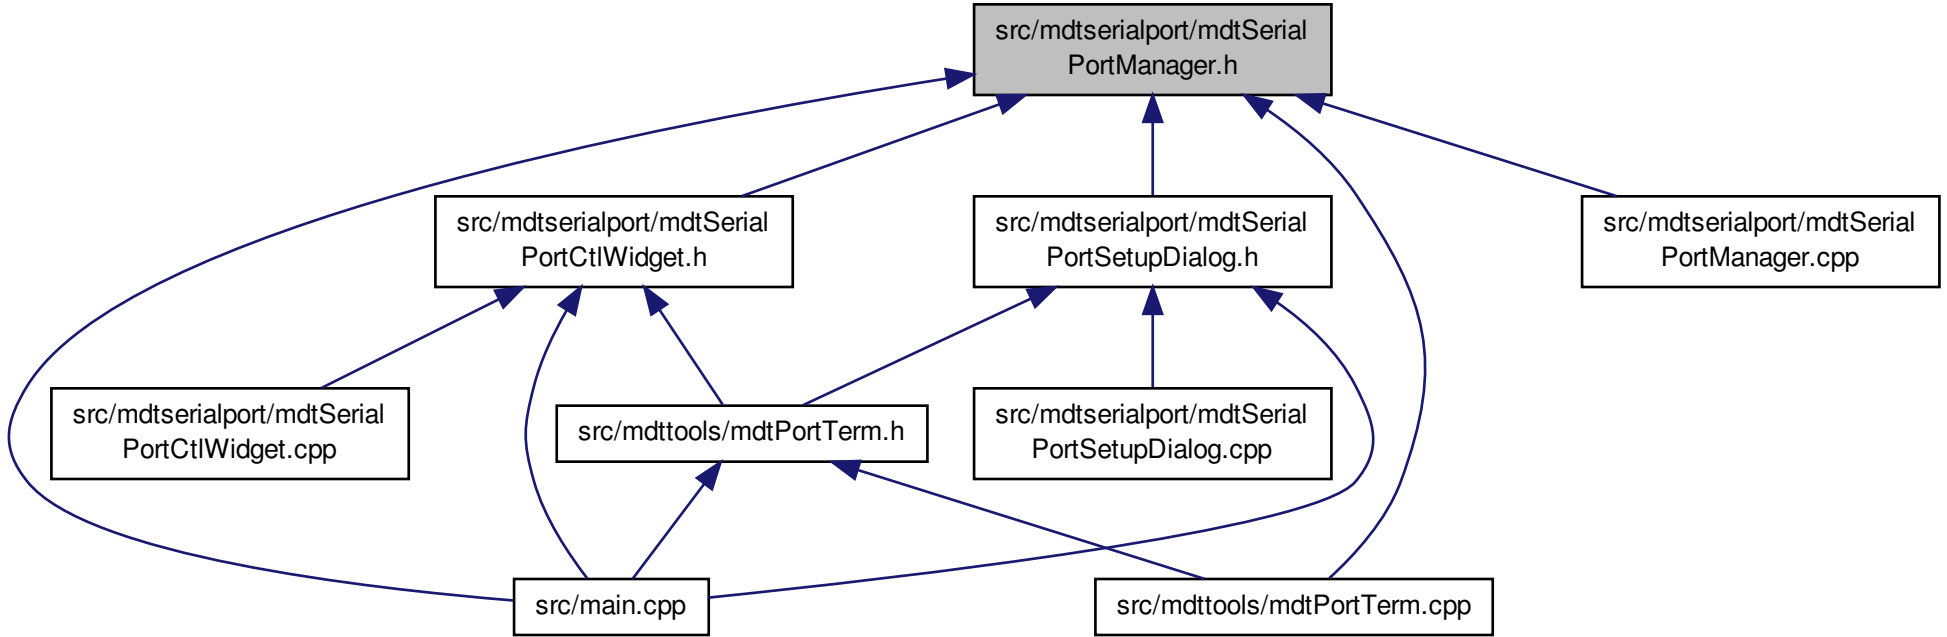 src/mdtserialport/mdtSerial
PortManager.h
src/mdtserialport/mdtSerial
PortCtlWidget.h
src/mdtserialport/mdtSerial
PortSetupDialog.h
src/mdtserialport/mdtSerial
PortManager.cpp
src/mdtserialport/mdtSerial
PortCtlWidget.cpp
src/mdttools/mdtPortTerm.h
src/mdtserialport/mdtSerial
PortSetupDialog.cpp
src/main.cpp
src/mdttools/mdtPortTerm.cpp